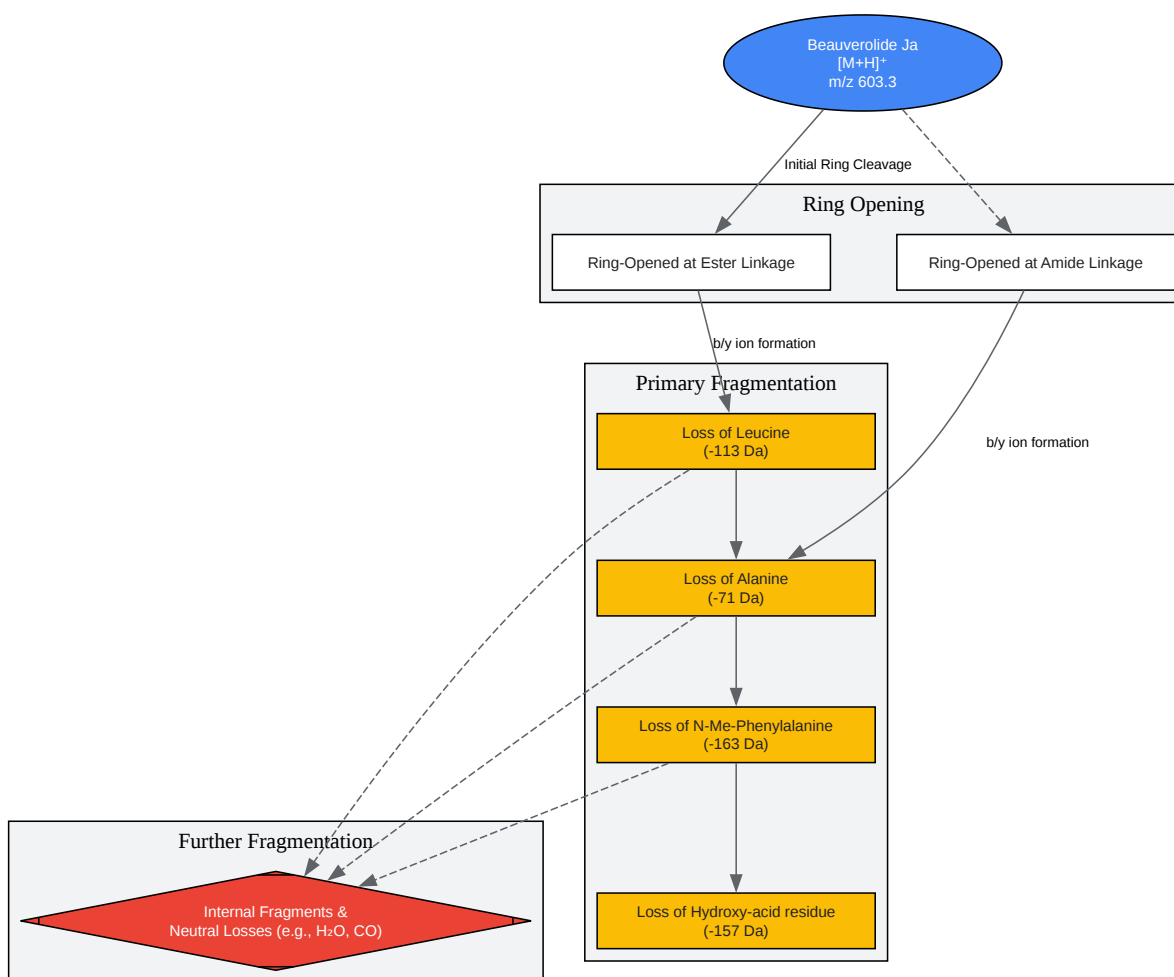 Beauverolide Ja
[M+H]⁺
m/z 603.3
Initial Ring Cleavage
Ring Opening
Ring-Opened at Ester Linkage
Ring-Opened at Amide Linkage
b/y ion formation
Primary Fragmentation
Loss of Leucine
(-113 Da)
b/y ion formation
Loss of Alanine
(-71 Da)
Loss of N-Me-Phenylalanine
(-163 Da)
Further Fragmentation
Internal Fragments &
Neutral Losses (e.g., H₂O, CO)
Loss of Hydroxy-acid residue
(-157 Da)